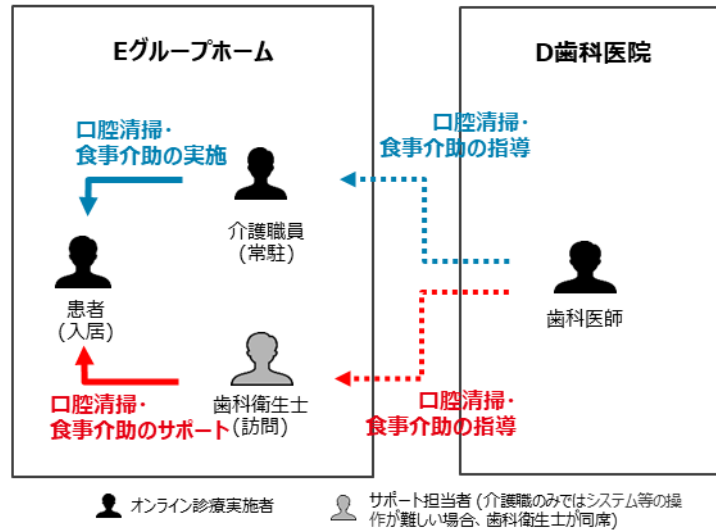 Eグループホーム
D歯科医院
口腔清掃・
食事介助の実施
口腔清掃・
食事介助の指導
介護職員
(常駐)
患者
(入居)
歯科医師
口腔清掃・
食事介助のサポート
歯科衛生士
(訪問)
口腔清掃・
食事介助の指導
オンライン診療実施者
サポート担当者 (介護職のみではシステム等の操
作が難しい場合、歯科衛生士が同席)